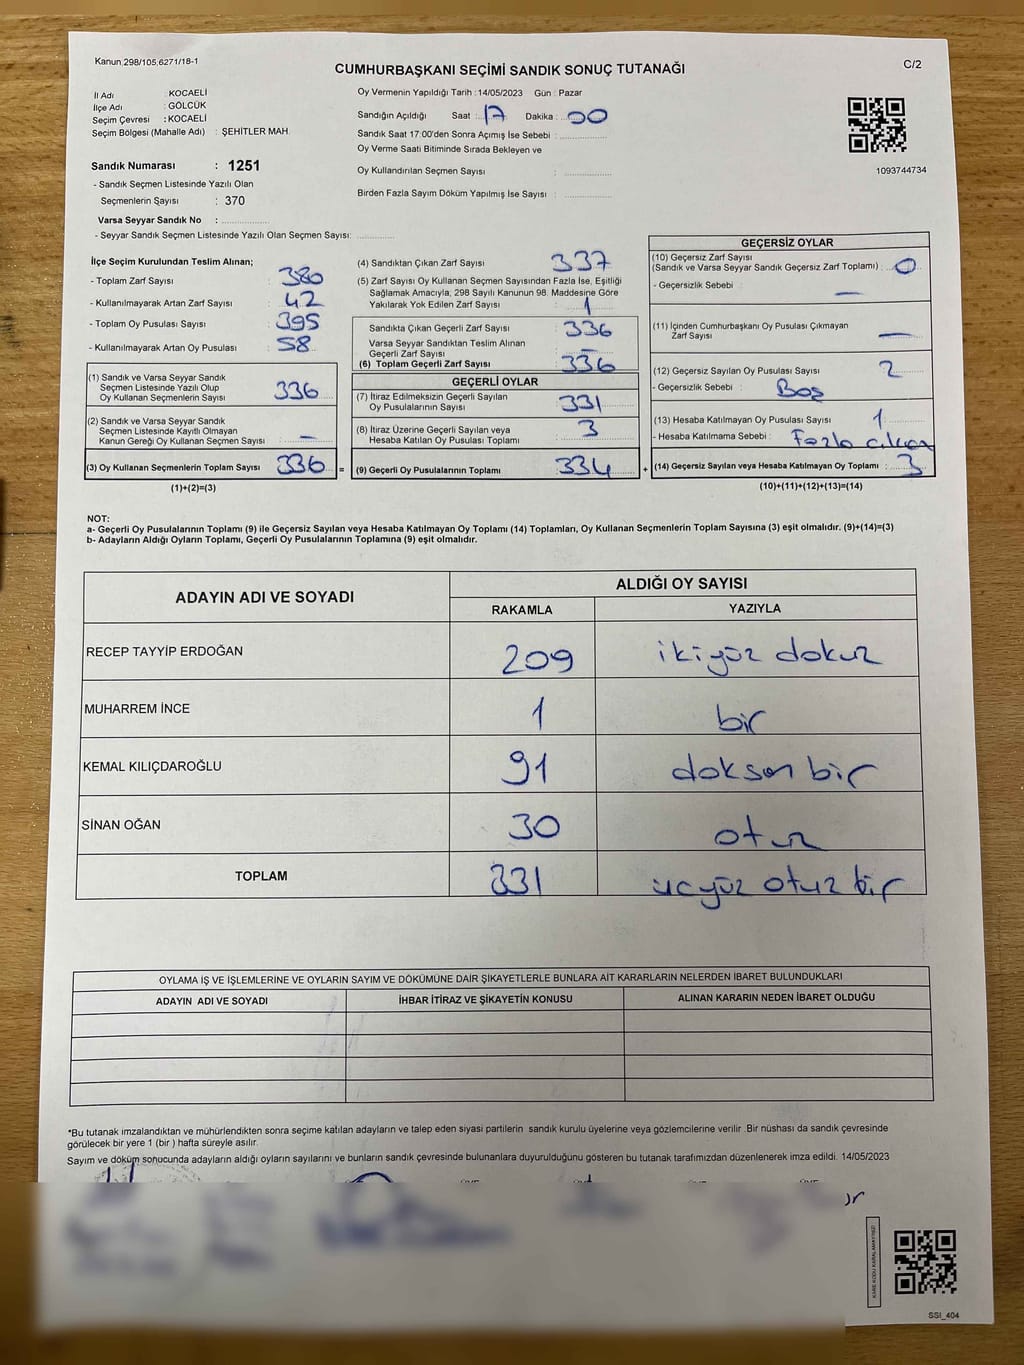 Kanun,298/105,6271/18-1
C/2
CUMHURBAŞKANI SEÇİMİ SANDIK SONUÇ TUTANAĞI
İl Adı : KOCAELİ
İlçe Adı : GÖLCÜK
Seçim Çevresi : KOCAELİ
Seçim Bölgesi (Mahalle Adı) : ŞEHİTLER MAH.
Sandık Numarası : 1251
- Sandık Seçmen Listesinde Yazılı Olan
Seçmenlerin Sayısı : 370
Varsa Seyyar Sandık No :
- Seyyar Sandık Seçmen Listesinde Yazılı Olan Seçmen Sayısı:
Oy Vermenin Yapıldığı Tarih : 14/05/2023 Gün : Pazar
Sandığın Açıldığı Saat : 17 Dakika : 00
Sandık Saat 17:00'den Sonra Açımış İse Sebebi :
Oy Verme Saati Bitiminde Sırada Bekleyen ve
Oy Kullandırılan Seçmen Sayısı :
Birden Fazla Sayım Döküm Yapılmış İse Sayısı :
1093744734
İlçe Seçim Kurulundan Teslim Alınan;
- Toplam Zarf Sayısı : 380
- Kullanılmayarak Artan Zarf Sayısı : 42
- Toplam Oy Pusulası Sayısı : 395
- Kullanılmayarak Artan Oy Pusulası : 58
(1) Sandık ve Varsa Seyyar Sandık
Seçmen Listesinde Yazılı Olup
Oy Kullanan Seçmenlerin Sayısı : 336
(2) Sandık ve Varsa Seyyar Sandık
Seçmen Listesinde Kayıtlı Olmayan
Kanun Gereği Oy Kullanan Seçmen Sayısı : —
(3) Oy Kullanan Seçmenlerin Toplam Sayısı : 336 =
(1)+(2)=(3)
(4) Sandıktan Çıkan Zarf Sayısı : 337
(5) Zarf Sayısı Oy Kullanan Seçmen Sayısından Fazla İse, Eşitliği
Sağlamak Amacıyla, 298 Sayılı Kanunun 98. Maddesine Göre
Yakılarak Yok Edilen Zarf Sayısı : 1
Sandıkta Çıkan Geçerli Zarf Sayısı : 336
Varsa Seyyar Sandıktan Teslim Alınan
Geçerli Zarf Sayısı : —
(6) Toplam Geçerli Zarf Sayısı : 336
GEÇERLİ OYLAR
(7) İtiraz Edilmeksizin Geçerli Sayılan
Oy Pusulalarının Sayısı : 331
(8) İtiraz Üzerine Geçerli Sayılan veya
Hesaba Katılan Oy Pusulası Toplamı : 3
(9) Geçerli Oy Pusulalarının Toplamı : 334 +
GEÇERSİZ OYLAR
(10) Geçersiz Zarf Sayısı
(Sandık ve Varsa Seyyar Sandık Geçersiz Zarf Toplamı) : 0
- Geçersizlik Sebebi : —
(11) İçinden Cumhurbaşkanı Oy Pusulası Çıkmayan
Zarf Sayısı : —
(12) Geçersiz Sayılan Oy Pusulası Sayısı : 2
- Geçersizlik Sebebi : Boş
(13) Hesaba Katılmayan Oy Pusulası Sayısı : 1
- Hesaba Katılmama Sebebi : Fazla çıkan
(14) Geçersiz Sayılan veya Hesaba Katılmayan Oy Toplamı : 3
(10)+(11)+(12)+(13)=(14)
NOT:
a- Geçerli Oy Pusulalarının Toplamı (9) ile Geçersiz Sayılan veya Hesaba Katılmayan Oy Toplamı (14) Toplamları, Oy Kullanan Seçmenlerin Toplam Sayısına (3) eşit olmalıdır. (9)+(14)=(3)
b- Adayların Aldığı Oyların Toplamı, Geçerli Oy Pusulalarının Toplamına (9) eşit olmalıdır.
ADAYIN ADI VE SOYADI ALDIĞI OY SAYISI
RAKAMLA YAZIYLA
RECEP TAYYİP ERDOĞAN 209 ikiyüz dokuz
MUHARREM İNCE 1 bir
KEMAL KILIÇDAROĞLU 91 doksan bir
SİNAN OĞAN 30 otuz
TOPLAM 331 üçyüz otuz bir
OYLAMA İŞ VE İŞLEMLERİNE VE OYLARIN SAYIM VE DÖKÜMÜNE DAİR ŞİKAYETLERLE BUNLARA AİT KARARLARIN NELERDEN İBARET BULUNDUKLARI
ADAYIN ADI VE SOYADI İHBAR İTİRAZ VE ŞİKAYETİN KONUSU ALINAN KARARIN NEDEN İBARET OLDUĞU
*Bu tutanak imzalandıktan ve mühürlendikten sonra seçime katılan adayların ve talep eden siyasi partilerin sandık kurulu üyelerine veya gözlemcilerine verilir .Bir nüshası da sandık çevresinde
görülecek bir yere 1 (bir ) hafta süreyle asılır.
Sayım ve döküm sonucunda adayların aldığı oyların sayılarını ve bunların sandık çevresinde bulunanlara duyurulduğunu gösteren bu tutanak tarafımızdan düzenlenerek imza edildi. 14/05/2023
KARE KODU KARALAMAYINIZ!
SSİ_404